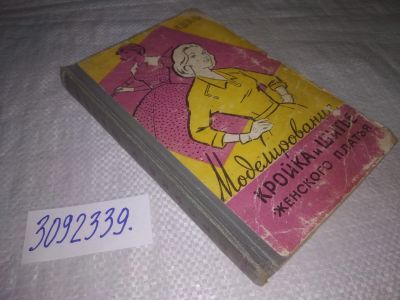 Моделирование
КРОЙКА и ШИТЬЕ
ЖЕНСКОГО ПЛАТЬЯ
3092339.